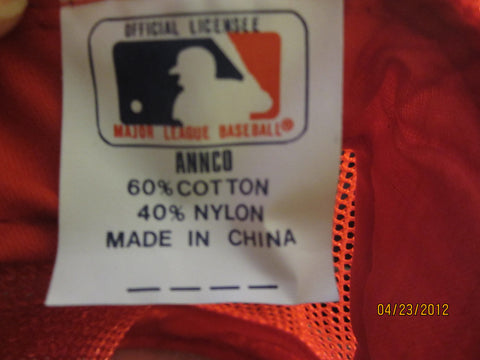 OFFICIAL LICENSEE
MAJOR LEAGUE BASEBALL®
ANNCO
60% COTTON
40% NYLON
MADE IN CHINA
04/23/2012